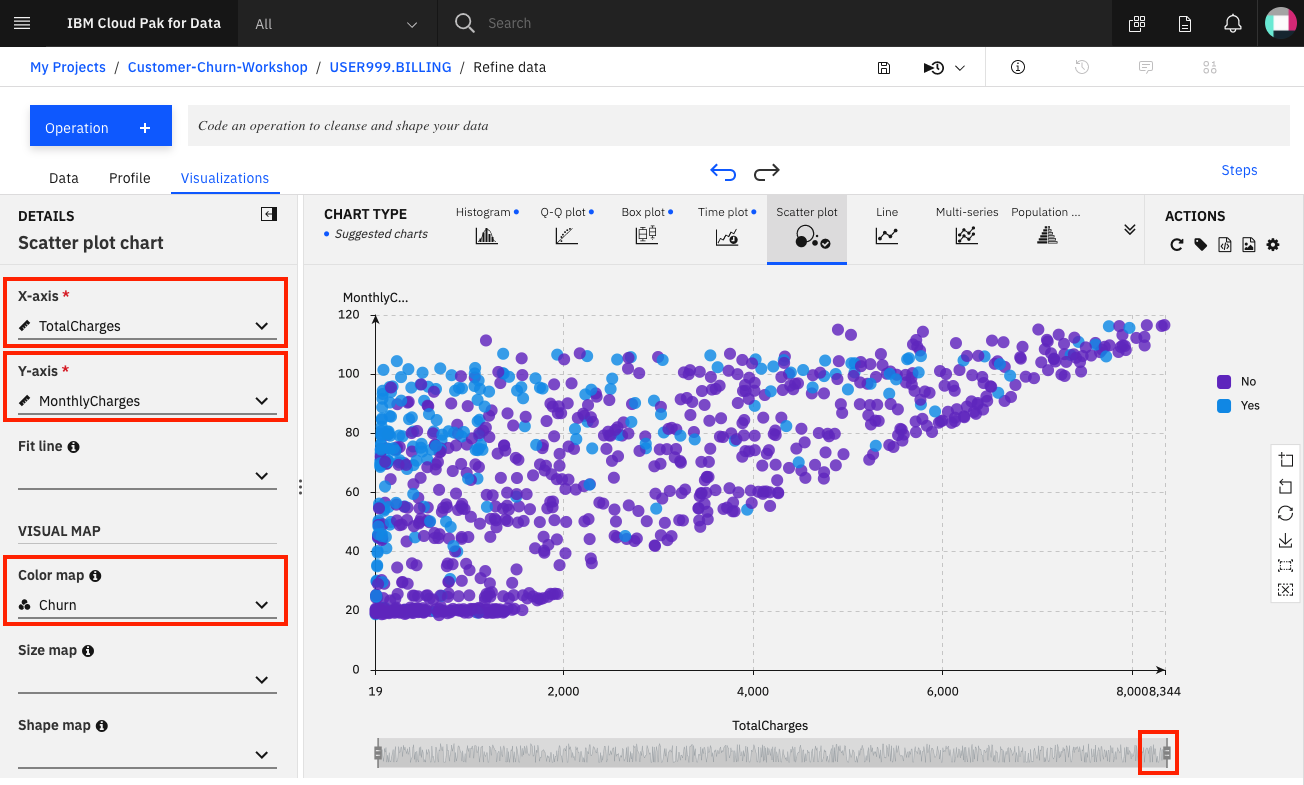 IBM Cloud Pak for Data All Search
My Projects / Customer-Churn-Workshop / USER999.BILLING / Refine data
Operation + Code an operation to cleanse and shape your data
Data Profile Visualizations Steps
DETAILS
Scatter plot chart
X-axis *
TotalCharges
Y-axis *
MonthlyCharges
Fit line
VISUAL MAP
Color map
Churn
Size map
Shape map
CHART TYPE
Suggested charts
Histogram Q-Q plot Box plot Time plot Scatter plot Line Multi-series Population ...
ACTIONS
MonthlyC...
120
100
80
60
40
20
0
19 2,000 4,000 6,000 8,000 8,344
TotalCharges
No
Yes